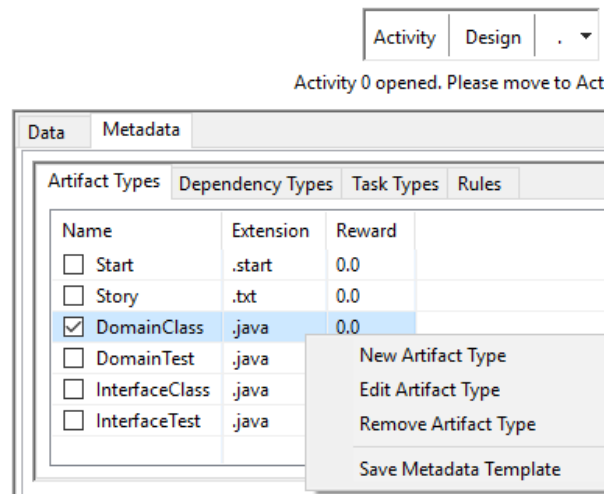 Activity Design .
Activity 0 opened. Please move to Act
Data Metadata
Artifact Types Dependency Types Task Types Rules
Name Extension Reward
Start .start 0.0
Story .txt 0.0
DomainClass .java 0.0
DomainTest .java
InterfaceClass .java
InterfaceTest .java
New Artifact Type
Edit Artifact Type
Remove Artifact Type
Save Metadata Template